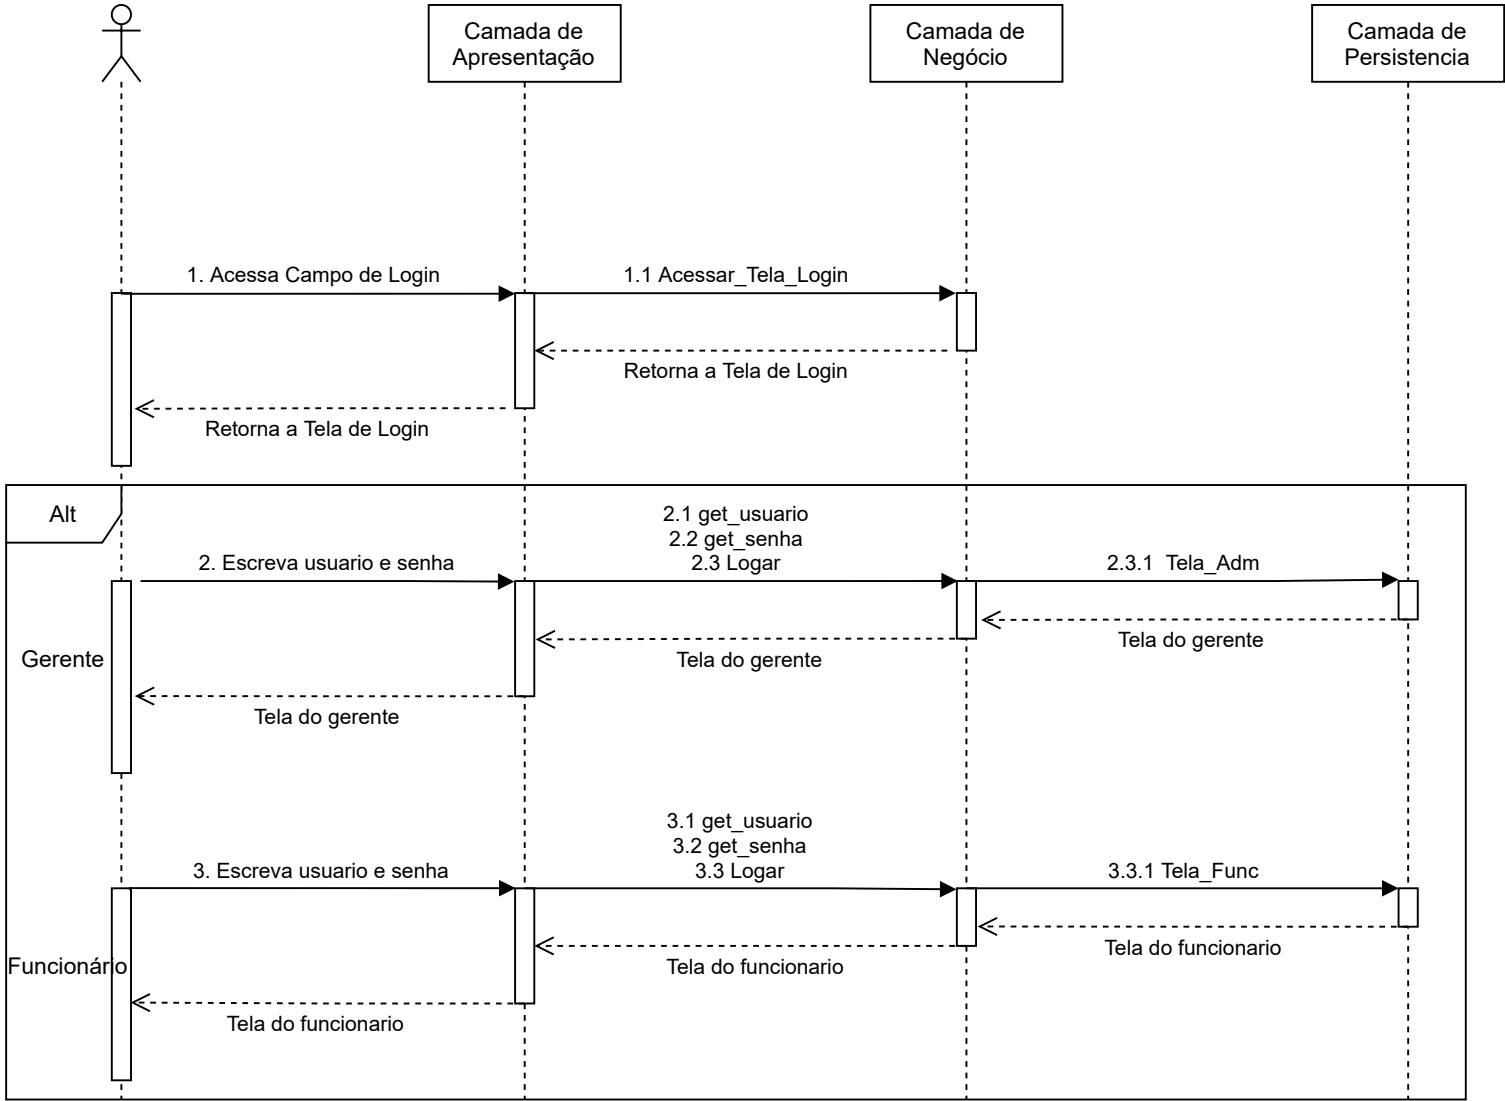 Camada de
Apresentação
Camada de
Negócio
Camada de
Persistencia
1. Acessa Campo de Login
1.1 Acessar_Tela_Login
Retorna a Tela de Login
Retorna a Tela de Login
Alt
2.1 get_usuario
2.2 get_senha
2. Escreva usuario e senha
2.3 Logar
2.3.1 Tela_Adm
Tela do gerente
Tela do gerente
Gerente
Tela do gerente
3.1 get_usuario
3.2 get_senha
3. Escreva usuario e senha
3.3 Logar
3.3.1 Tela_Func
Tela do funcionario
Tela do funcionario
Funcionário
Tela do funcionario